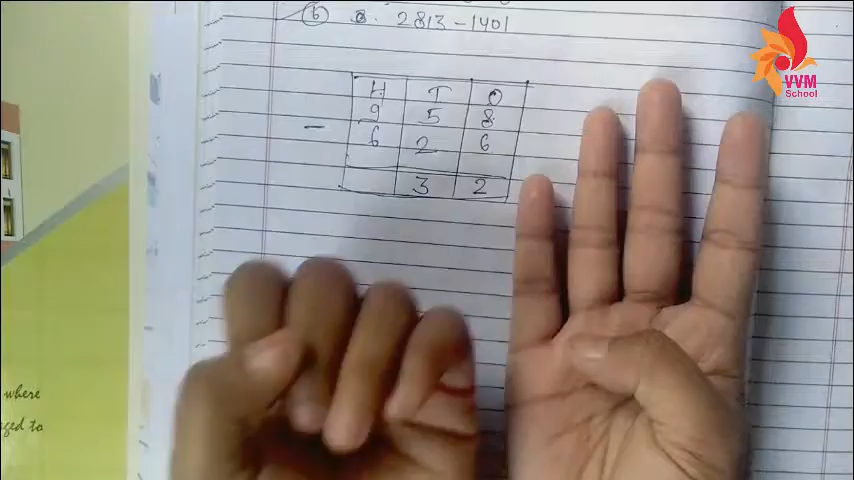 b a. 2813 - 1401
VVM
School
H T O
9 5 8
- 6 2 6
3 2
where
ged to